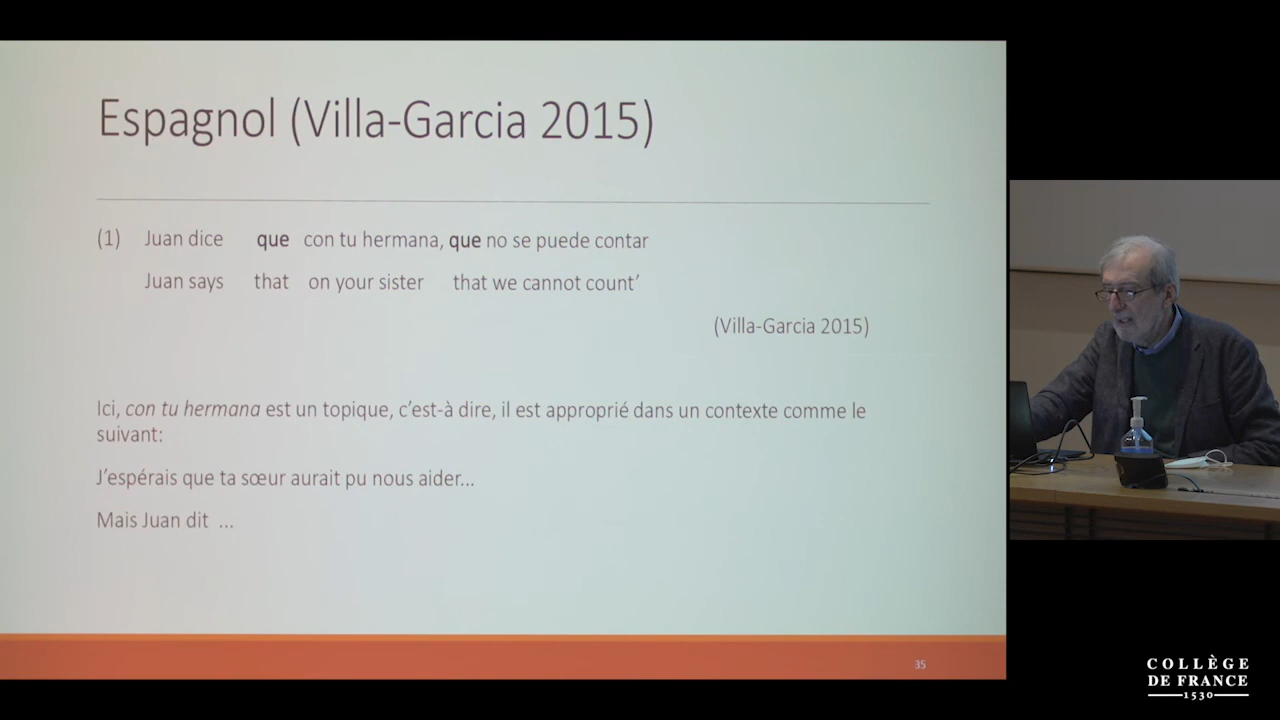 Espagnol (Villa-Garcia 2015)
(1) Juan dice que con tu hermana, que no se puede contar
Juan says that on your sister that we cannot count’
(Villa-Garcia 2015)
Ici, con tu hermana est un topique, c’est-à dire, il est approprié dans un contexte comme le
suivant:
J’espérais que ta sœur aurait pu nous aider...
Mais Juan dit ...
35
COLLÈGE
DE FRANCE
1530